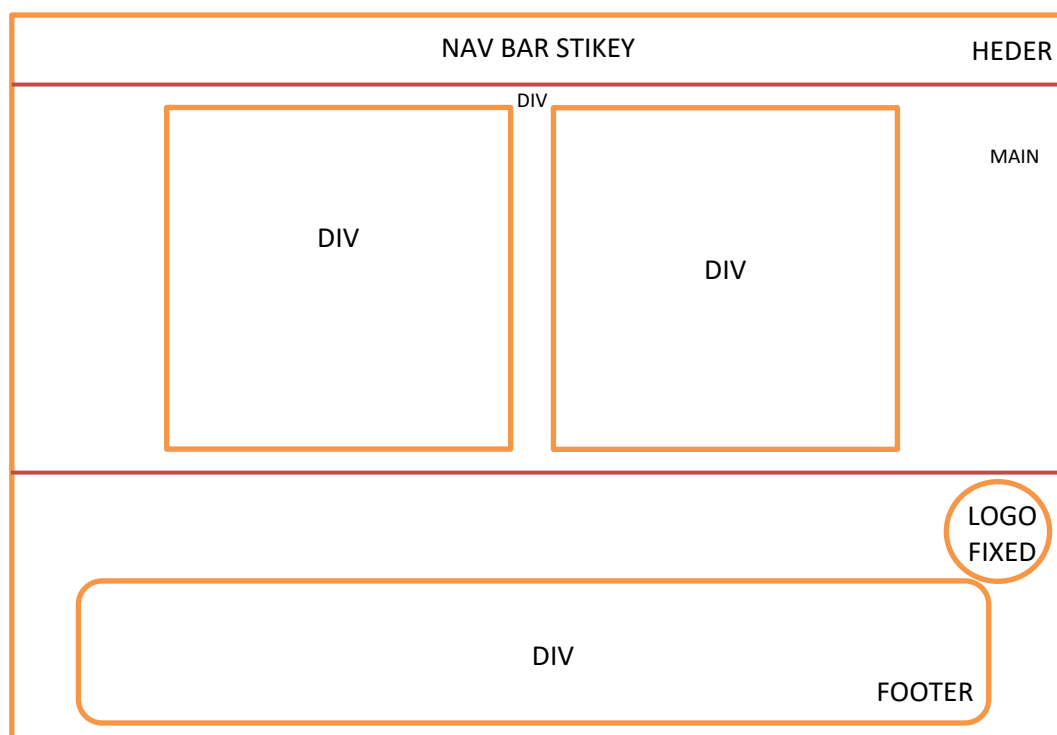 NAV BAR STIKEY
HEDER
DIV
MAIN
DIV
DIV
LOGO
FIXED
DIV
FOOTER